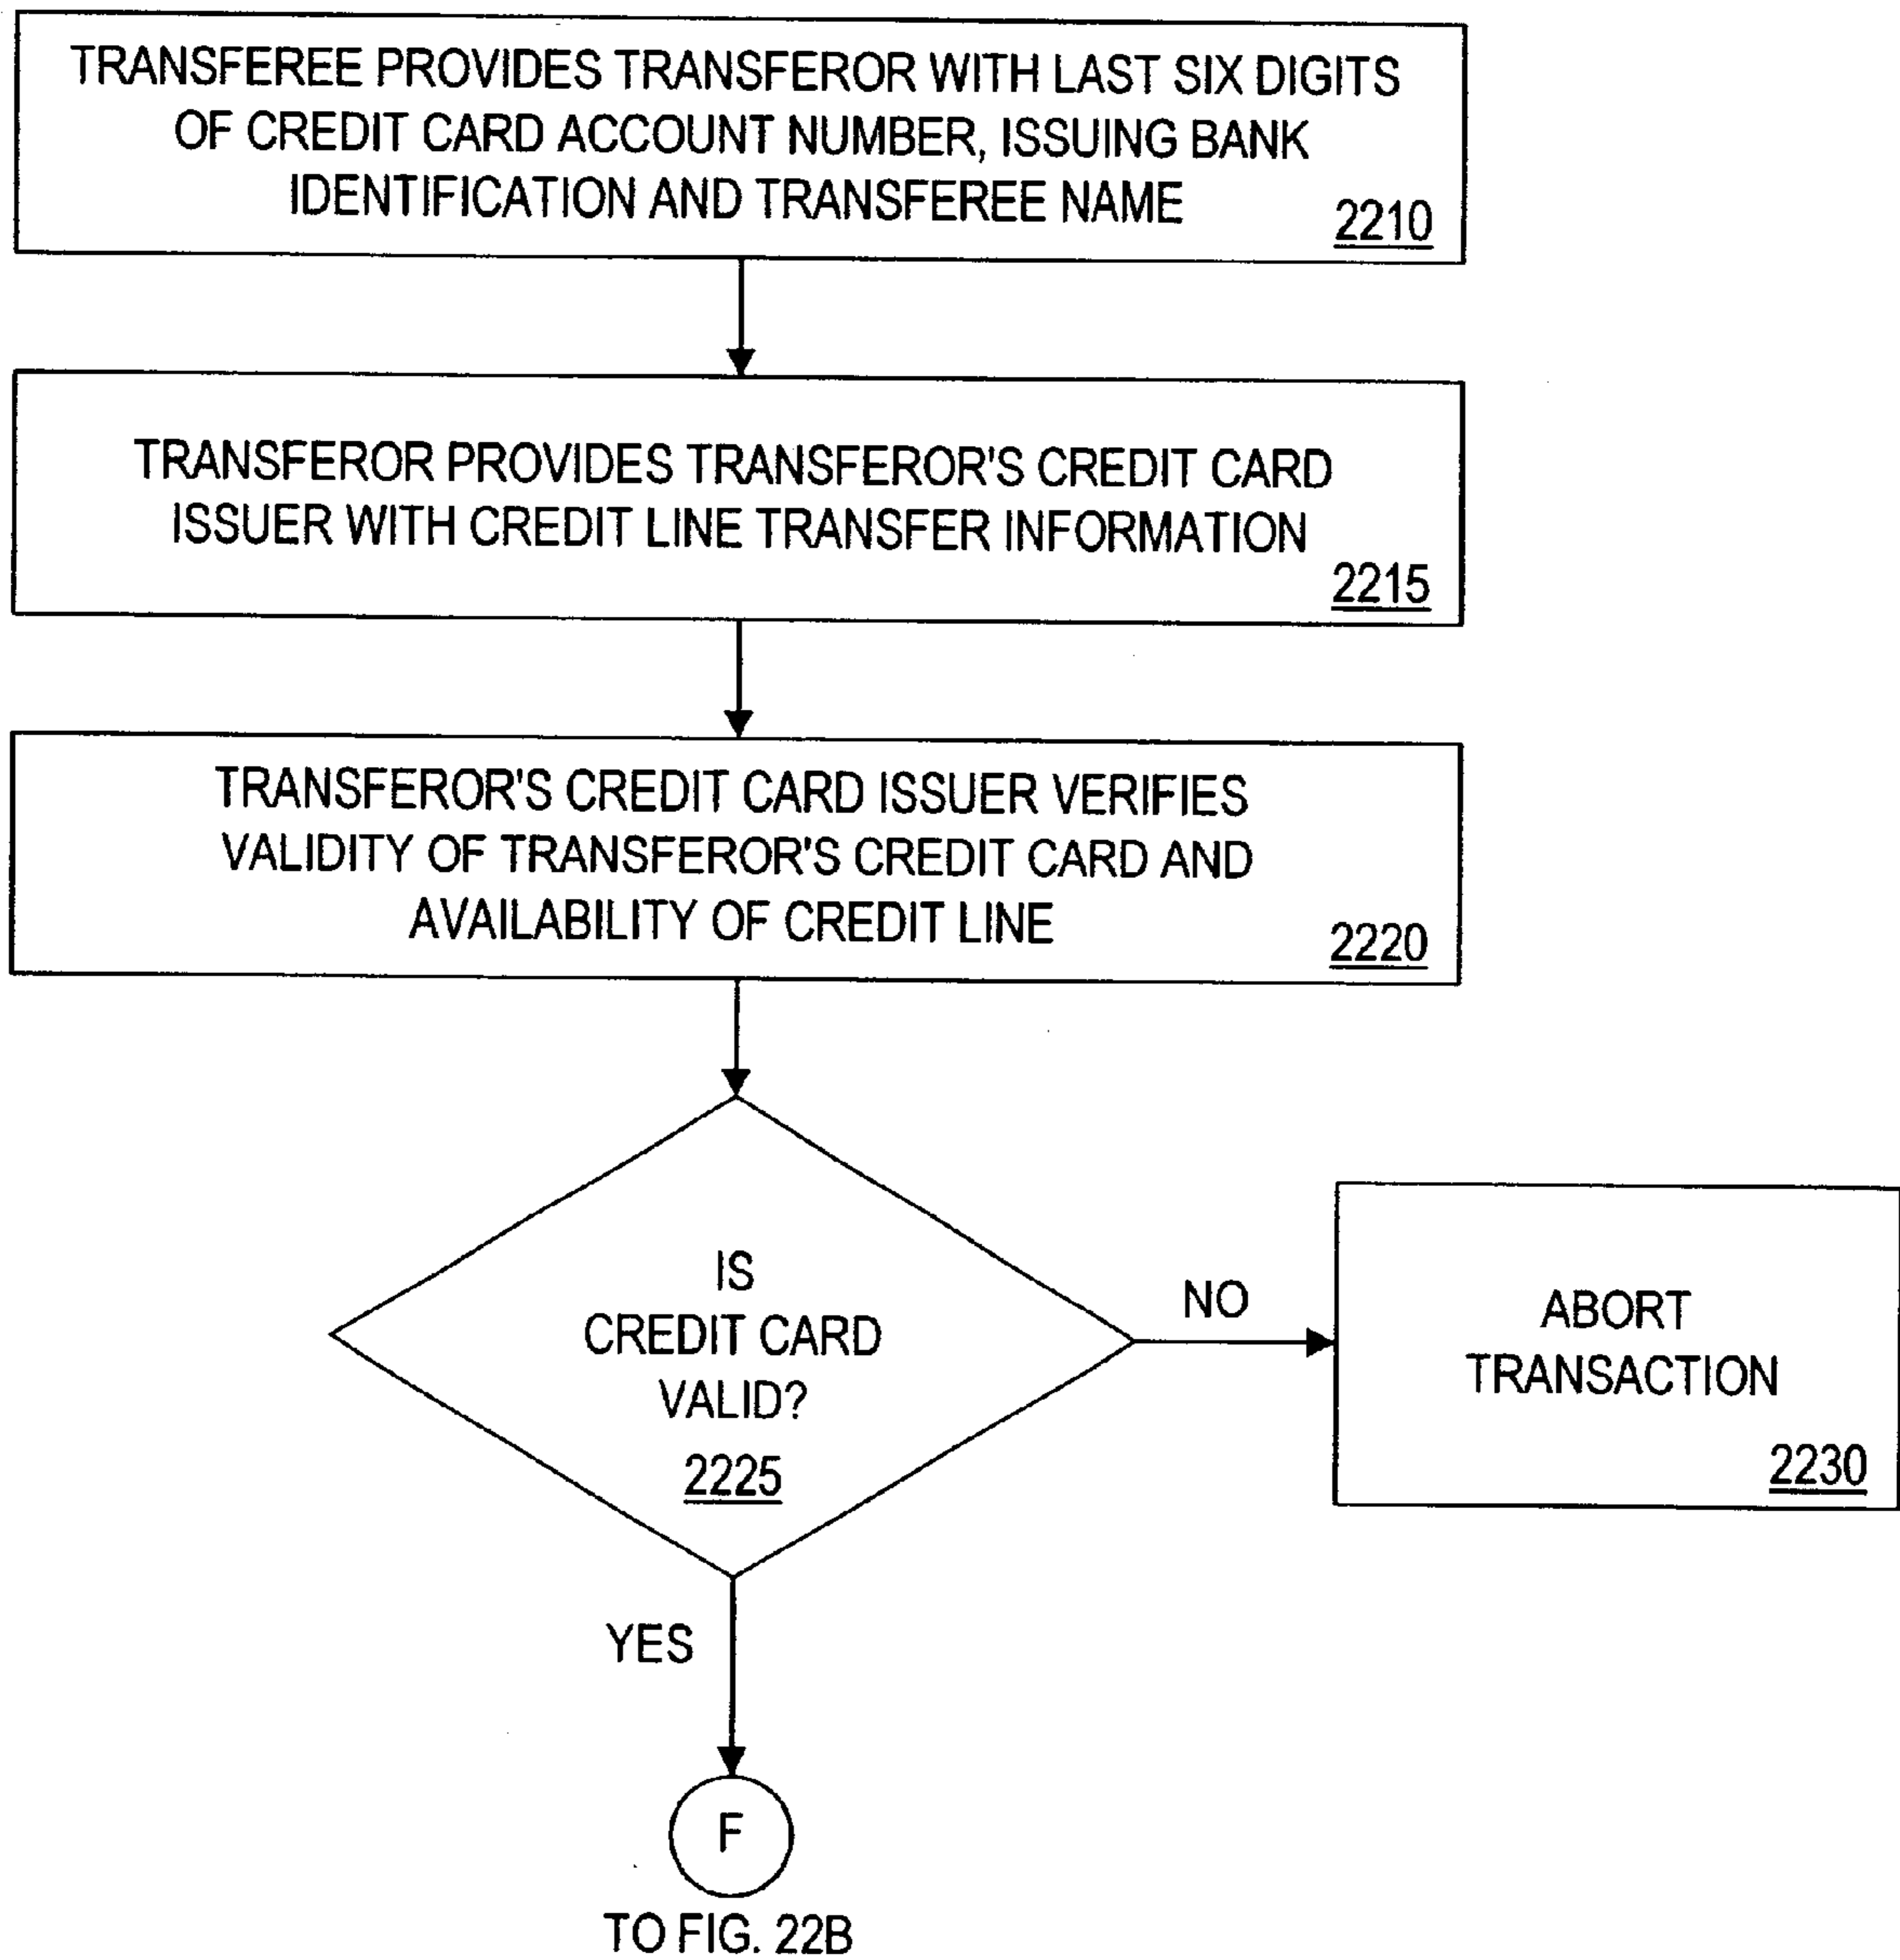 TRANSFEREE PROVIDES TRANSFEROR WITH LAST SIX DIGITS
OF CREDIT CARD ACCOUNT NUMBER, ISSUING BANK
IDENTIFICATION AND TRANSFEREE NAME
2210
TRANSFEROR PROVIDES TRANSFEROR'S CREDIT CARD
ISSUER WITH CREDIT LINE TRANSFER INFORMATION
2215
TRANSFEROR'S CREDIT CARD ISSUER VERIFIES
VALIDITY OF TRANSFEROR'S CREDIT CARD AND
AVAILABILITY OF CREDIT LINE
2220
IS
CREDIT CARD
VALID?
2225
NO
ABORT
TRANSACTION
2230
YES
F
TO FIG. 22B